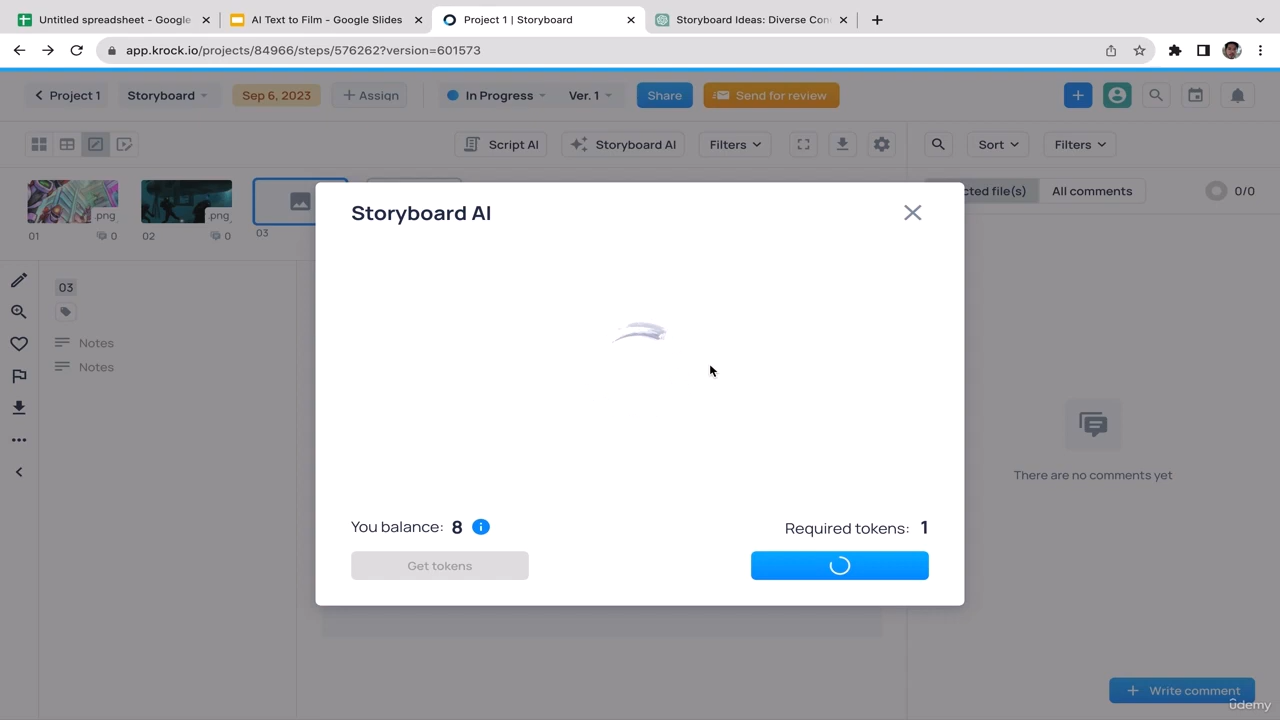 Untitled spreadsheet - Google
AI Text to Film - Google Slides
Project 1 | Storyboard
Storyboard Ideas: Diverse Con
app.krock.io/projects/84966/steps/576262?version=601573
Project 1
Storyboard
Sep 6, 2023
Assign
In Progress
Ver. 1
Share
Send for review
Script AI
Storyboard AI
Filters
Sort
Filters
.png
.png
cted file(s)
All comments
0/0
01
0
02
0
03
Storyboard AI
03
Notes
Notes
There are no comments yet
You balance: 8
Required tokens: 1
Get tokens
Write comment
ûdemy